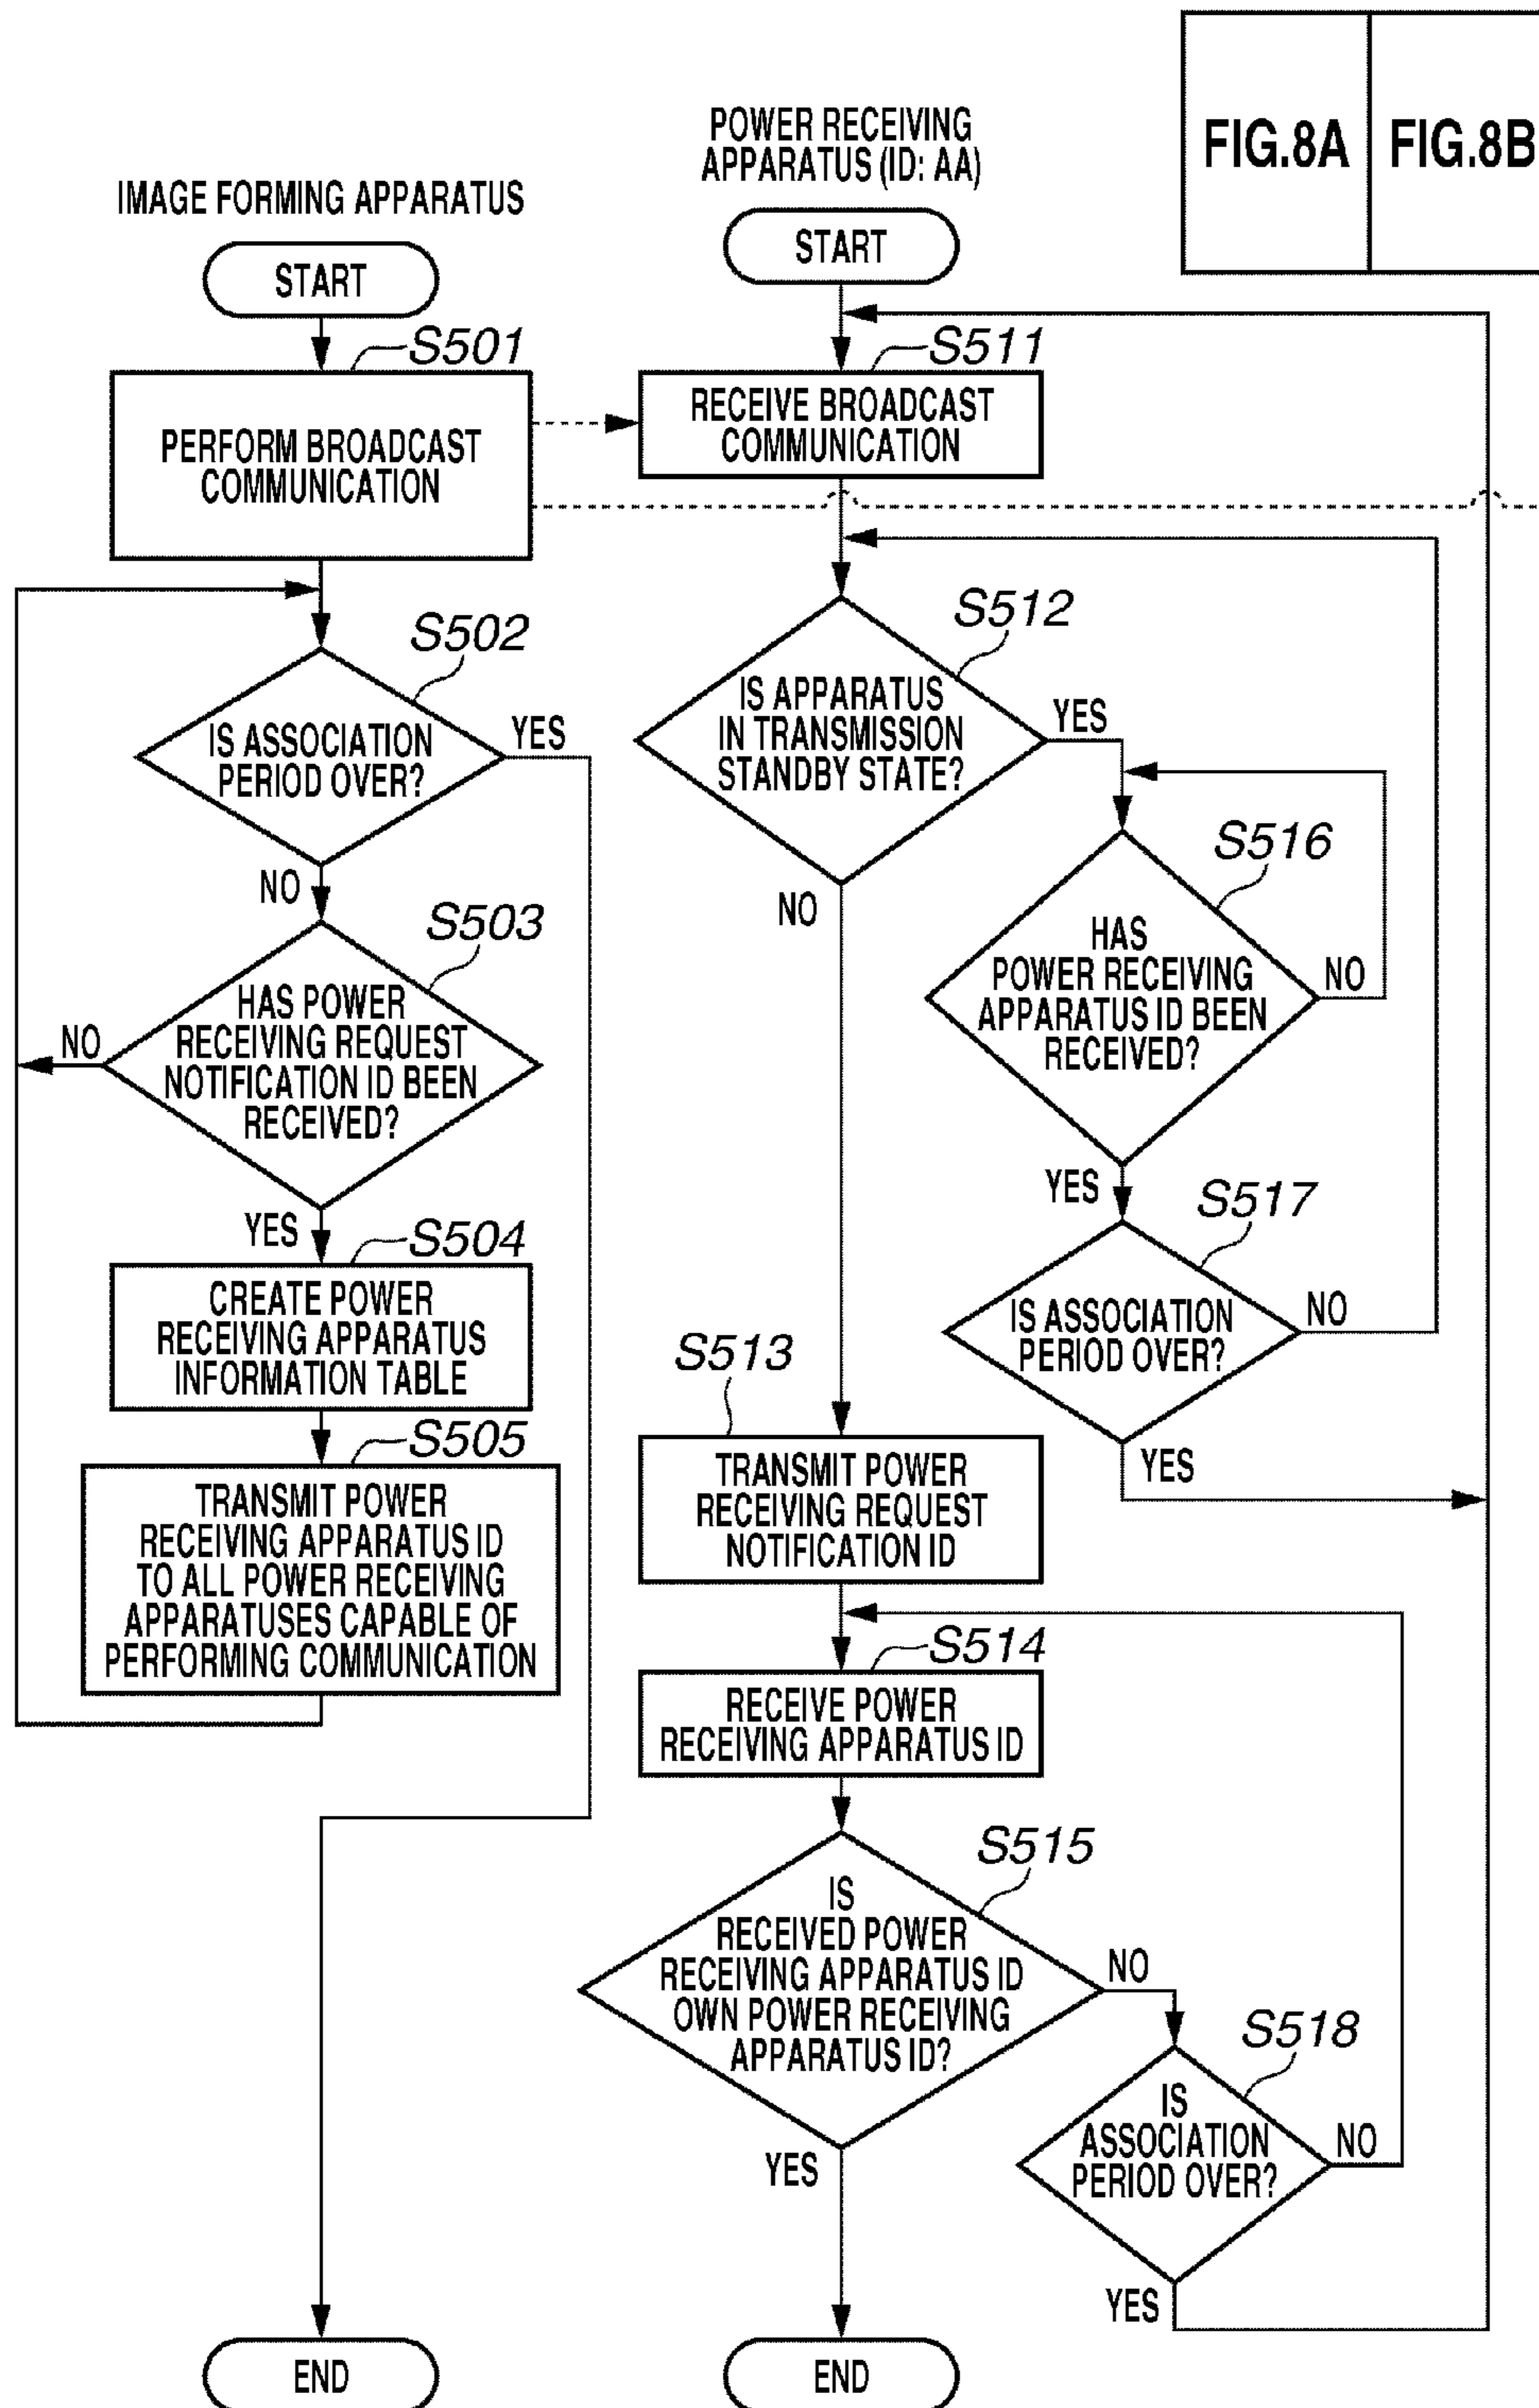 FIG.8A FIG.8B
IMAGE FORMING APPARATUS
START
S501
PERFORM BROADCAST
COMMUNICATION
S502
IS ASSOCIATION
PERIOD OVER?
YES
NO
S503
HAS POWER
RECEIVING REQUEST
NOTIFICATION ID BEEN
RECEIVED?
NO
YES
S504
CREATE POWER
RECEIVING APPARATUS
INFORMATION TABLE
S505
TRANSMIT POWER
RECEIVING APPARATUS ID
TO ALL POWER RECEIVING
APPARATUSES CAPABLE OF
PERFORMING COMMUNICATION
END
POWER RECEIVING
APPARATUS (ID: AA)
START
S511
RECEIVE BROADCAST
COMMUNICATION
S512
IS APPARATUS
IN TRANSMISSION
STANDBY STATE?
YES
NO
S516
HAS
POWER RECEIVING
APPARATUS ID BEEN
RECEIVED?
NO
YES
S517
IS ASSOCIATION
PERIOD OVER?
NO
YES
S513
TRANSMIT POWER
RECEIVING REQUEST
NOTIFICATION ID
S514
RECEIVE POWER
RECEIVING APPARATUS ID
S515
IS
RECEIVED POWER
RECEIVING APPARATUS ID
OWN POWER RECEIVING
APPARATUS ID?
NO
YES
S518
IS
ASSOCIATION
PERIOD OVER?
NO
YES
END